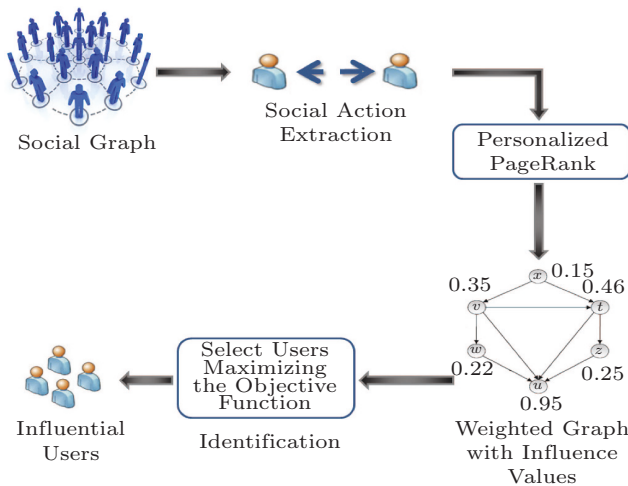 Social Graph
Social Action
Extraction
Personalized
PageRank
x
0.15
0.35
0.46
v
t
w
z
0.22
u
0.25
0.95
Weighted Graph
with Influence
Values
Select Users
Maximizing
the Objective
Function
Identification
Influential
Users